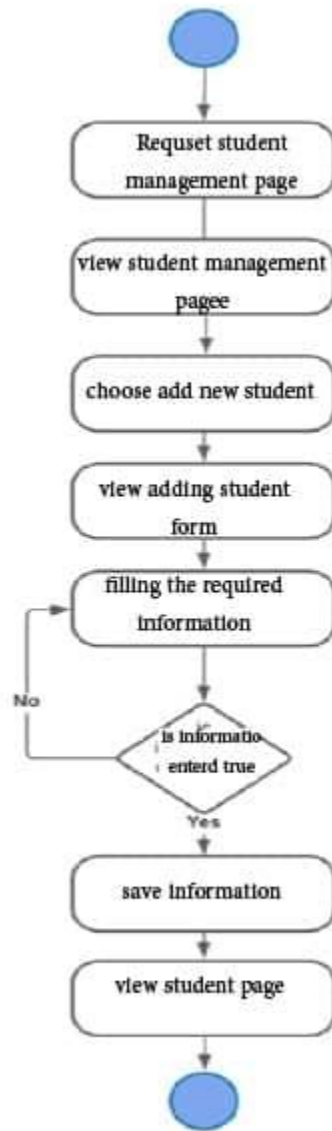 Requset student
management page
view student management
pagee
choose add new student
view adding student
form
filling the required
information
No
is informatio
enterd true
Yes
save information
view student page